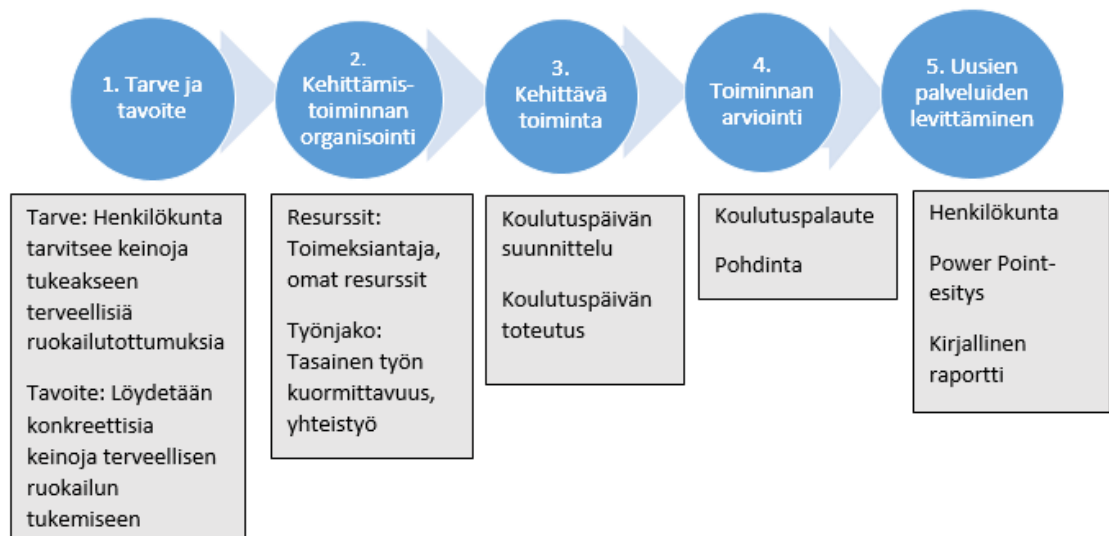 1. Tarve ja
tavoite
2.
Kehittämis-
toiminnan
organisointi
3.
Kehittävä
toiminta
4.
Toiminnan
arviointi
5. Uusien
palveluiden
levittäminen
Tarve: Henkilökunta
tarvitsee keinoja
tukeakseen
terveellisiä
ruokailutottumuksia
Tavoite: Löydetään
konkreettisia
keinoja terveellisen
ruokailun
tukemiseen
Resurssit:
Toimeksiantaja,
omat resurssit
Työnjako:
Tasainen työn
kuormittavuus,
yhteistyö
Koulutuspäivän
suunnittelu
Koulutuspäivän
toteutus
Koulutuspalaute
Pohdinta
Henkilökunta
Power Point-
esitys
Kirjallinen
raportti